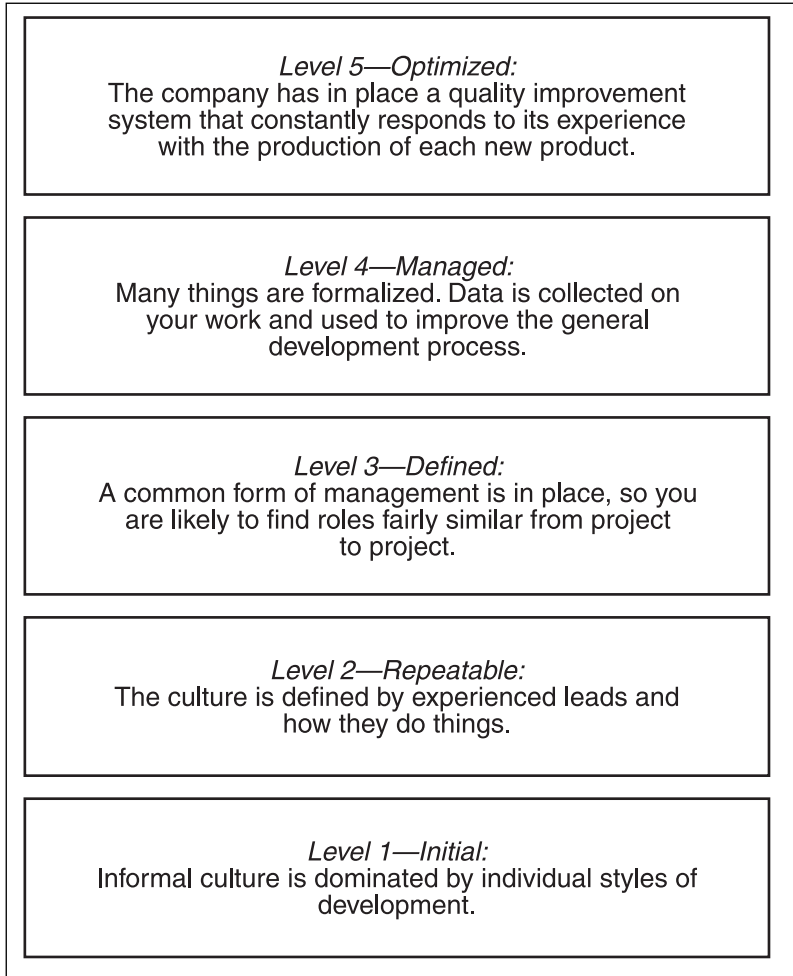 Level 5—Optimized:
The company has in place a quality improvement
system that constantly responds to its experience
with the production of each new product.
Level 4—Managed:
Many things are formalized. Data is collected on
your work and used to improve the general
development process.
Level 3—Defined:
A common form of management is in place, so you
are likely to find roles fairly similar from project
to project.
Level 2—Repeatable:
The culture is defined by experienced leads and
how they do things.
Level 1—Initial:
Informal culture is dominated by individual styles of
development.